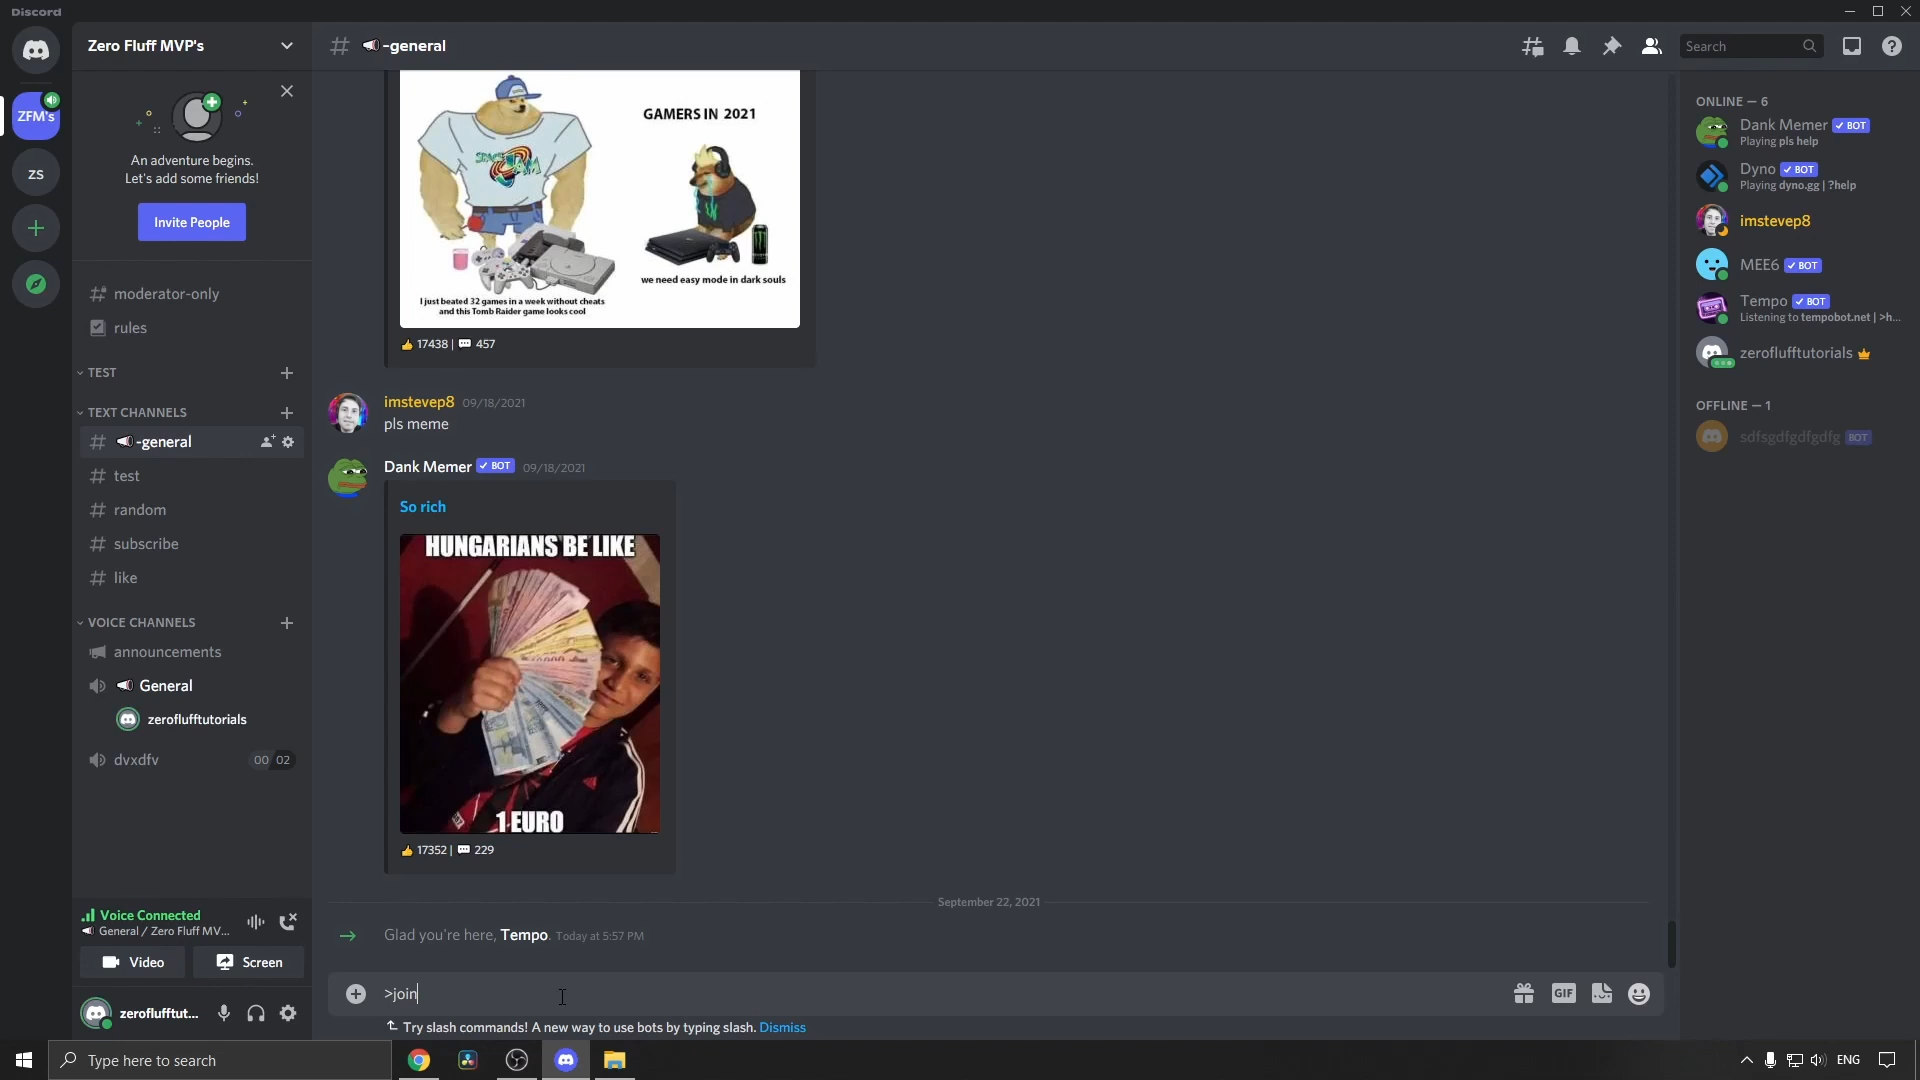 Discord
Zero Fluff MVP's
-general
Search
ZFM's
zs
An adventure begins.
Let's add some friends!
Invite People
moderator-only
rules
TEST
TEXT CHANNELS
-general
test
random
subscribe
like
VOICE CHANNELS
announcements
General
zeroflufftutorials
dvxdfv 00 02
Voice Connected
General / Zero Fluff MV...
Video
Screen
zeroflufftut...
SPACE JAM
GAMERS IN 2021
I just beated 32 games in a week without cheats
and this Tomb Raider game looks cool
we need easy mode in dark souls
17438 | 457
imstevep8 09/18/2021
pls meme
Dank Memer BOT 09/18/2021
So rich
HUNGARIANS BE LIKE
1 EURO
17352 | 229
September 22, 2021
Glad you're here, Tempo. Today at 5:57 PM
>join
GIF
Try slash commands! A new way to use bots by typing slash. Dismiss
ONLINE — 6
Dank Memer BOT
Playing pls help
Dyno BOT
Playing dyno.gg | ?help
imstevep8
MEE6 BOT
Tempo BOT
Listening to tempobot.net | >h...
zeroflufftutorials
OFFLINE — 1
sdfsgdfgdfgdfg BOT
Type here to search
ENG